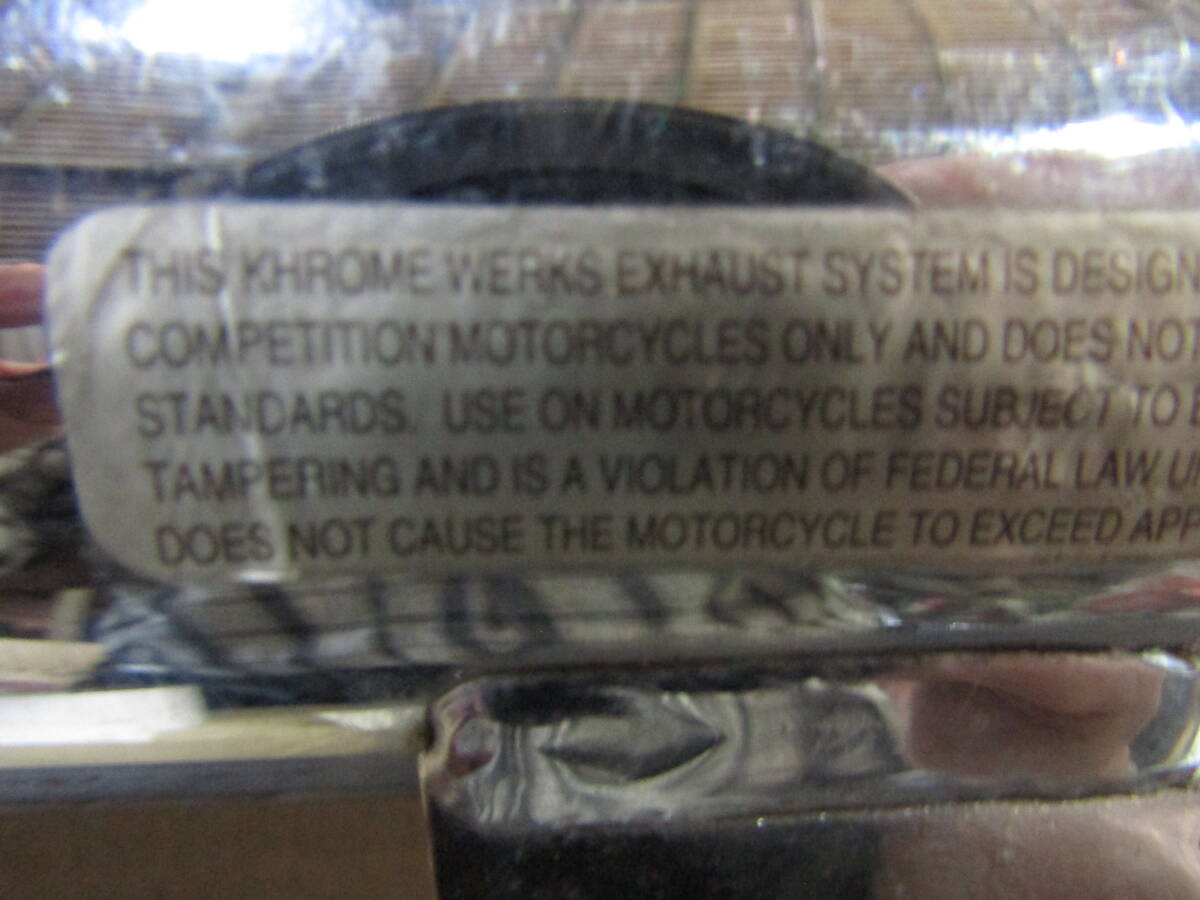 THIS KHROME WERKS EXHAUST SYSTEM IS DESIGN
COMPETITION MOTORCYCLES ONLY AND DOES NOT
STANDARDS. USE ON MOTORCYCLES SUBJECT TO
TAMPERING AND IS A VIOLATION OF FEDERAL LAW
DOES NOT CAUSE THE MOTORCYCLE TO EXCEED APP